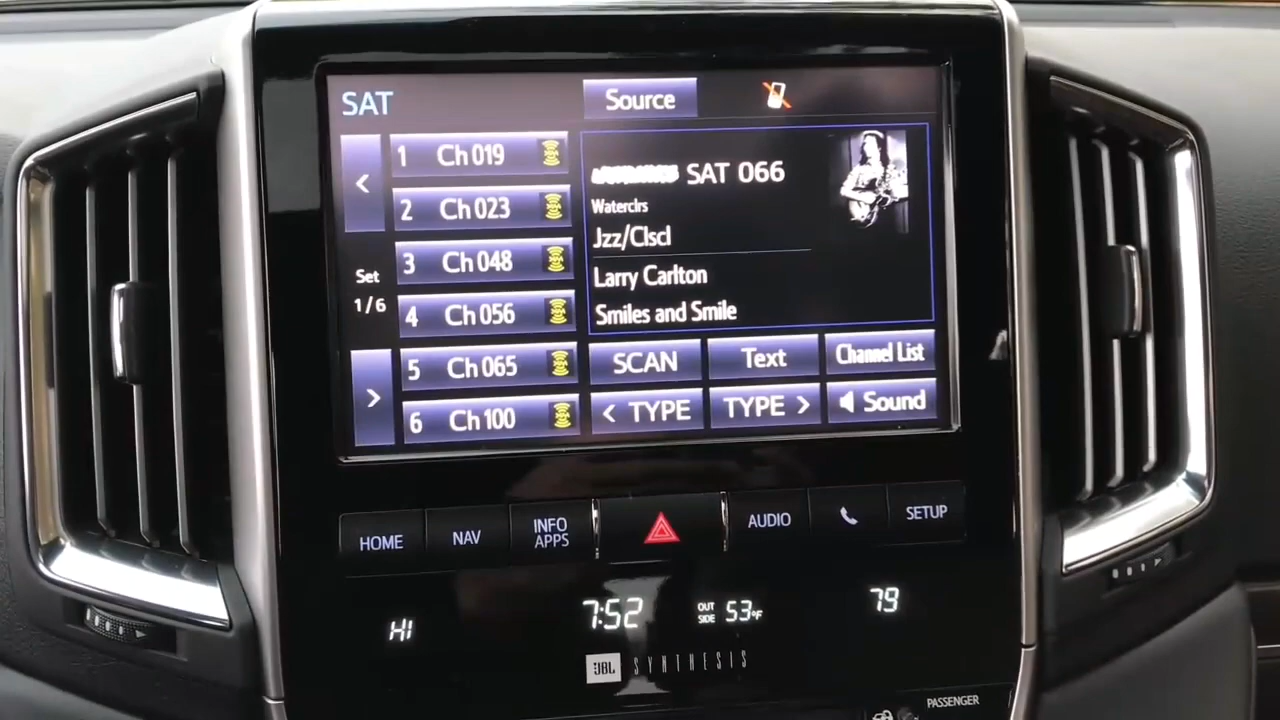 SAT
Source
1 Ch 019
2 Ch 023
3 Ch 048
4 Ch 056
5 Ch 065
6 Ch 100
<
Set
1/6
>
SAT 066
Waterclrs
Jzz/Clscl
Larry Carlton
Smiles and Smile
SCAN
Text
Channel List
< TYPE
TYPE >
Sound
HOME
NAV
INFO
APPS
AUDIO
SETUP
HI
7:52
OUT
SIDE
53°F
79
JBL SYNTHESIS
PASSENGER